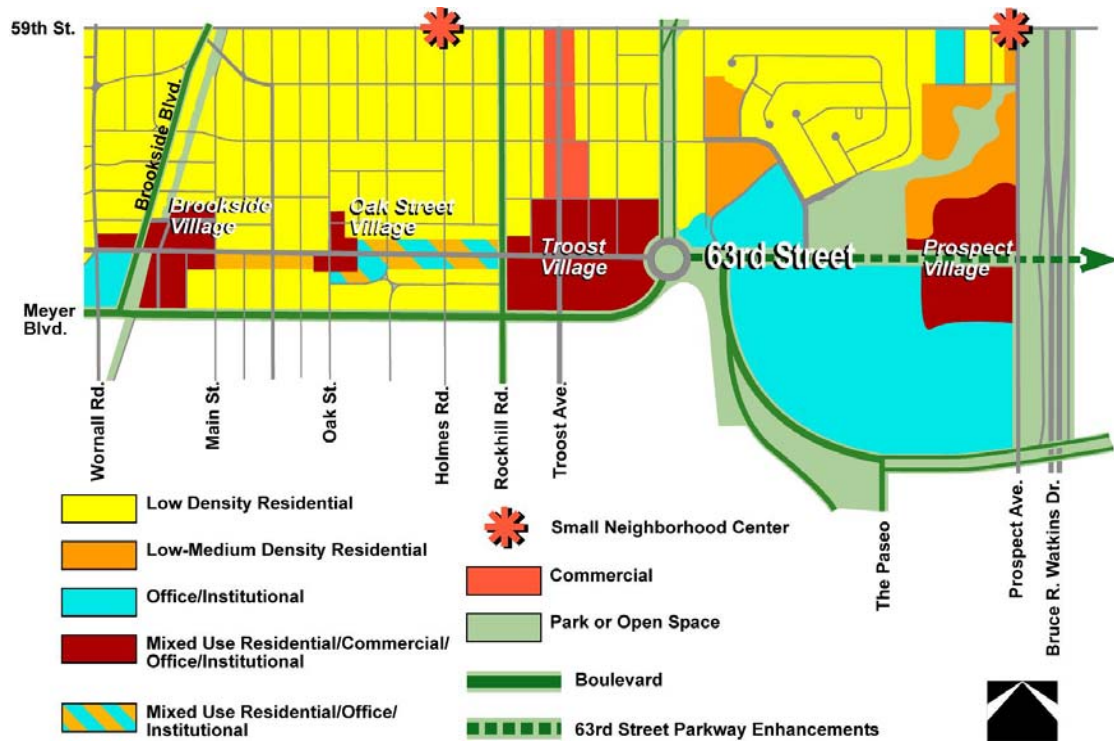 59th St.
Brookside Blvd.
Brookside
Village
Oak Street
Village
Troost
Village
63rd Street
Prospect
Village
Meyer
Blvd.
Wornall Rd.
Main St.
Oak St.
Holmes Rd.
Rockhill Rd.
Troost Ave.
The Paseo
Prospect Ave.
Bruce R. Watkins Dr.
Low Density Residential
Low-Medium Density Residential
Office/Institutional
Mixed Use Residential/Commercial/
Office/Institutional
Mixed Use Residential/Office/
Institutional
Small Neighborhood Center
Commercial
Park or Open Space
Boulevard
63rd Street Parkway Enhancements